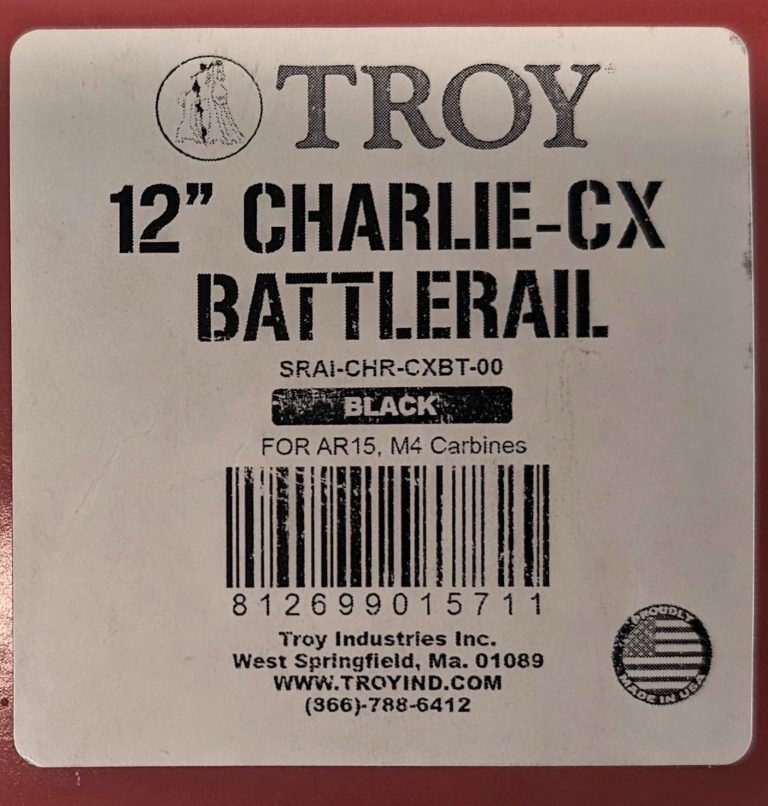 TROY
12” CHARLIE-CX
BATTLERAIL
SRAI-CHR-CXBT-00
BLACK
FOR AR15, M4 Carbines
812699015711
Troy Industries Inc.
West Springfield, Ma. 01089
WWW.TROYIND.COM
(366)-788-6412
PROUDLY
MADE IN USA